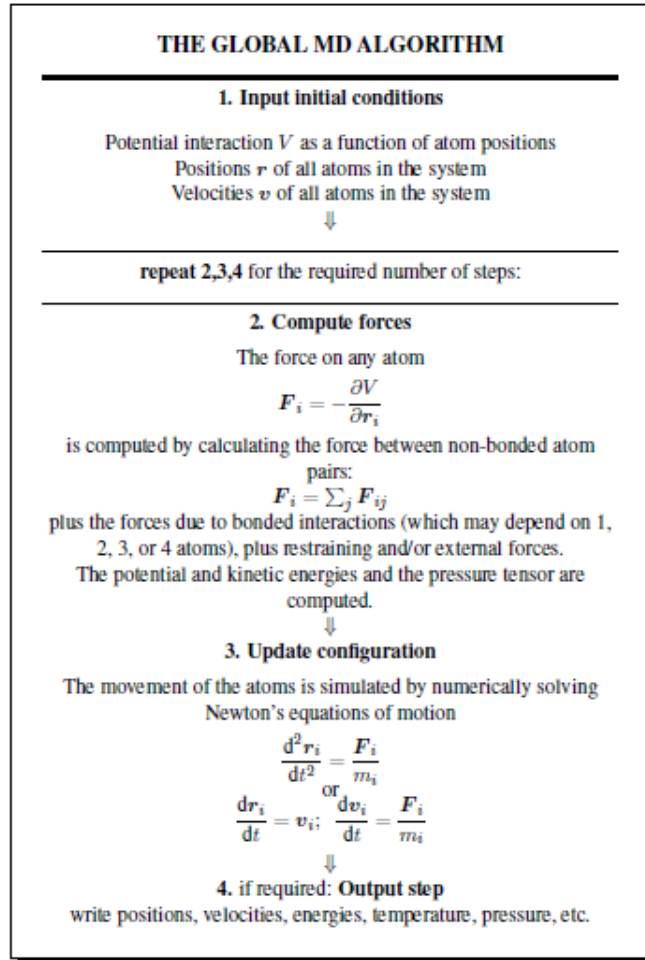 THE GLOBAL MD ALGORITHM
1. Input initial conditions
Potential interaction V as a function of atom positions
Positions r of all atoms in the system
Velocities v of all atoms in the system
⇓
repeat 2,3,4 for the required number of steps:
2. Compute forces
The force on any atom
F_i = −∂V/∂r_i
is computed by calculating the force between non-bonded atom
pairs:
F_i = ∑_j F_ij
plus the forces due to bonded interactions (which may depend on 1,
2, 3, or 4 atoms), plus restraining and/or external forces.
The potential and kinetic energies and the pressure tensor are
computed.
⇓
3. Update configuration
The movement of the atoms is simulated by numerically solving
Newton's equations of motion
d²r_i/dt² = F_i/m_i
or
dr_i/dt = v_i; dv_i/dt = F_i/m_i
⇓
4. if required: Output step
write positions, velocities, energies, temperature, pressure, etc.